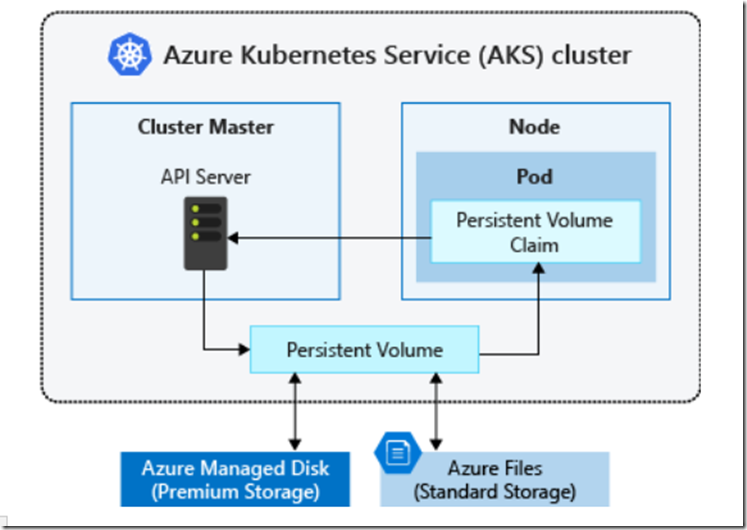 Azure Kubernetes Service (AKS) cluster
Cluster Master
API Server
Node
Pod
Persistent Volume
Claim
Persistent Volume
Azure Managed Disk
(Premium Storage)
Azure Files
(Standard Storage)